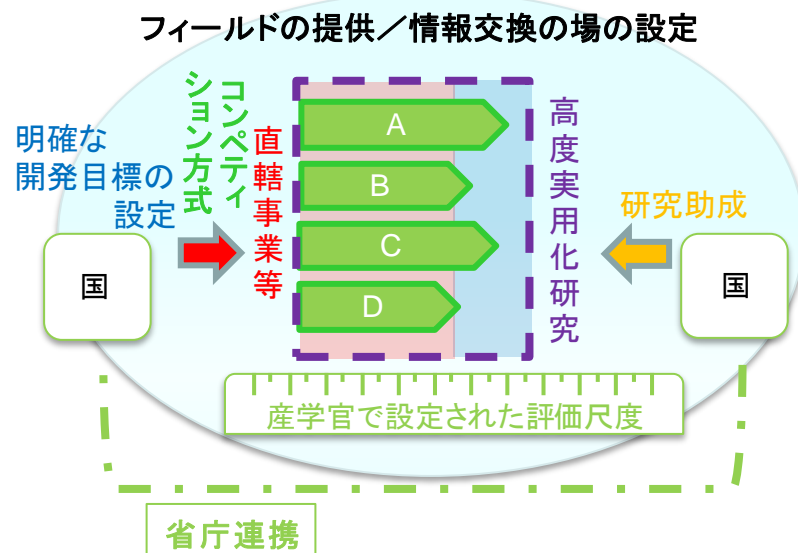 フィールドの提供／情報交換の場の設定
明確な
開発目標の
設定
コンペティ
ション方式
直轄事業等
A
B
C
D
高度実用化研究
研究助成
国
国
産学官で設定された評価尺度
省庁連携